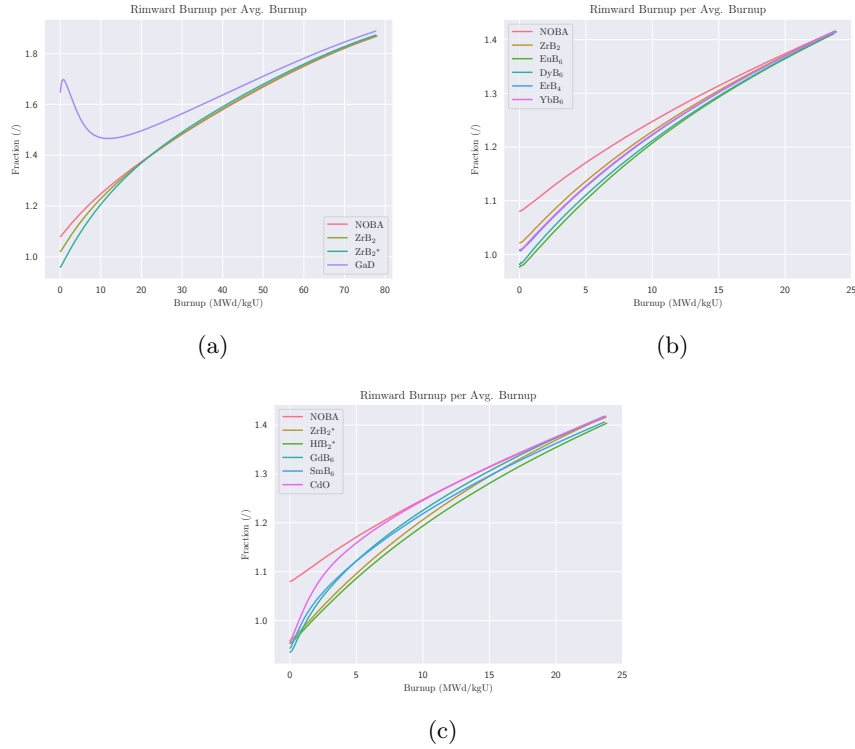 Rimward Burnup per Avg. Burnup
Fraction (/)
1.8
1.6
1.4
1.2
1.0
NOBA
ZrB₂
ZrB₂*
GaD
0 10 20 30 40 50 60 70 80
Burnup (MWd/kgU)
(a)
Rimward Burnup per Avg. Burnup
Fraction (/)
1.4
1.3
1.2
1.1
1.0
NOBA
ZrB₂
EuB₆
DyB₆
ErB₄
YbB₆
0 5 10 15 20 25
Burnup (MWd/kgU)
(b)
Rimward Burnup per Avg. Burnup
Fraction (/)
1.4
1.3
1.2
1.1
1.0
NOBA
ZrB₂*
HfB₂*
GdB₆
SmB₆
CdO
0 5 10 15 20 25
Burnup (MWd/kgU)
(c)